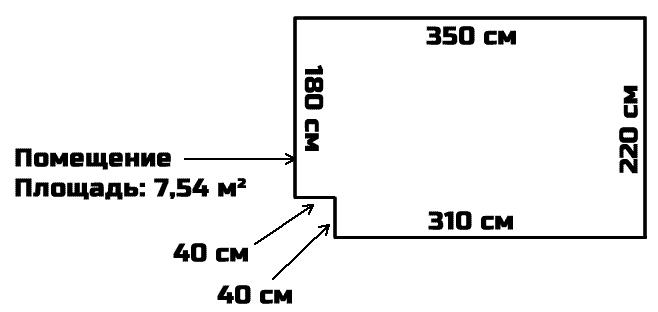 350 см
180 см
220 см
Помещение
Площадь: 7,54 м²
310 см
40 см
40 см